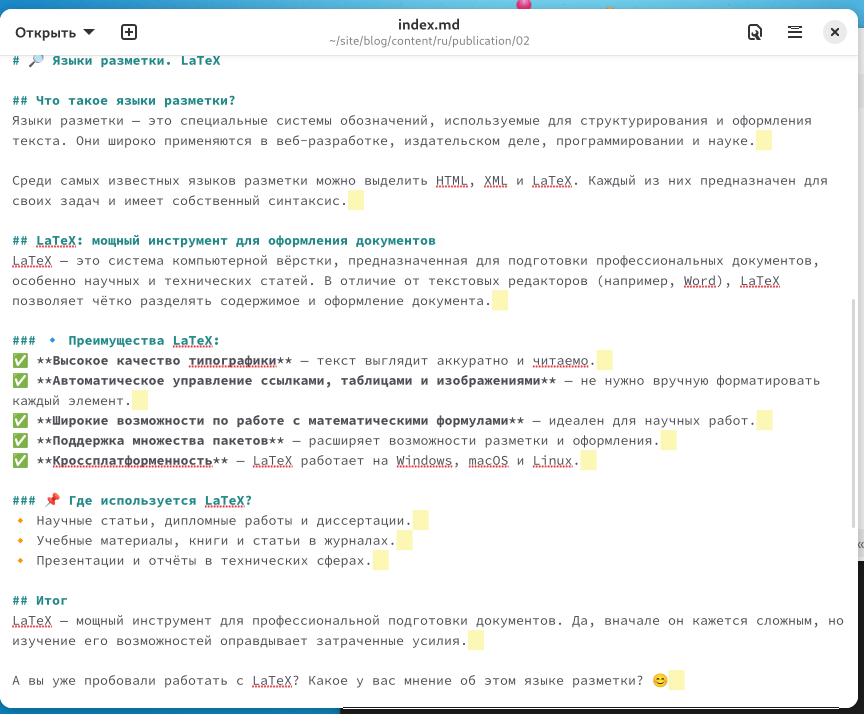 Открыть
index.md
~/site/blog/content/ru/publication/02
# 🔎 Языки разметки. LaTeX
## Что такое языки разметки?
Языки разметки — это специальные системы обозначений, используемые для структурирования и оформления
текста. Они широко применяются в веб-разработке, издательском деле, программировании и науке.
Среди самых известных языков разметки можно выделить HTML, XML и LaTeX. Каждый из них предназначен для
своих задач и имеет собственный синтаксис.
## LaTeX: мощный инструмент для оформления документов
LaTeX — это система компьютерной вёрстки, предназначенная для подготовки профессиональных документов,
особенно научных и технических статей. В отличие от текстовых редакторов (например, Word), LaTeX
позволяет чётко разделять содержимое и оформление документа.
### 🔹 Преимущества LaTeX:
✅ **Высокое качество типографики** — текст выглядит аккуратно и читаемо.
✅ **Автоматическое управление ссылками, таблицами и изображениями** — не нужно вручную форматировать
каждый элемент.
✅ **Широкие возможности по работе с математическими формулами** — идеален для научных работ.
✅ **Поддержка множества пакетов** — расширяет возможности разметки и оформления.
✅ **Кроссплатформенность** — LaTeX работает на Windows, macOS и Linux.
### 📌 Где используется LaTeX?
🔸 Научные статьи, дипломные работы и диссертации.
🔸 Учебные материалы, книги и статьи в журналах.
🔸 Презентации и отчёты в технических сферах.
## Итог
LaTeX — мощный инструмент для профессиональной подготовки документов. Да, вначале он кажется сложным, но
изучение его возможностей оправдывает затраченные усилия.
А вы уже пробовали работать с LaTeX? Какое у вас мнение об этом языке разметки? 😊